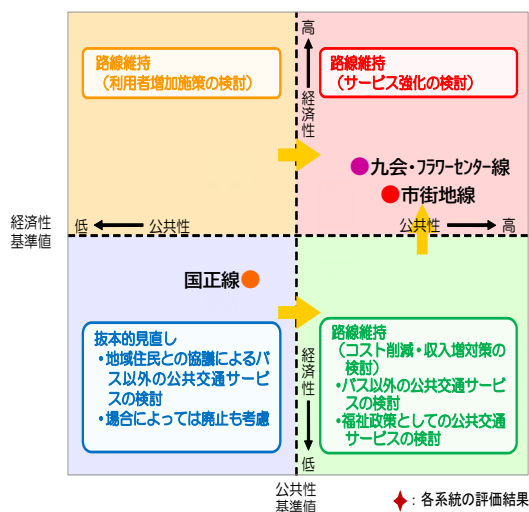 路線維持
（利用者増加施策の検討）
高
経済性
路線維持
（サービス強化の検討）
九会・フラワーセンター線
市街地線
経済性
基準値
低
公共性
公共性
高
国正線
抜本的見直し
・地域住民との協議によるバ
ス以外の公共交通サービ
スの検討
・場合によっては廃止も考慮
経済性
低
路線維持
（コスト削減・収入増対策の
検討）
・バス以外の公共交通サービ
スの検討
・福祉政策としての公共交通
サービスの検討
公共性
基準値
：各系統の評価結果